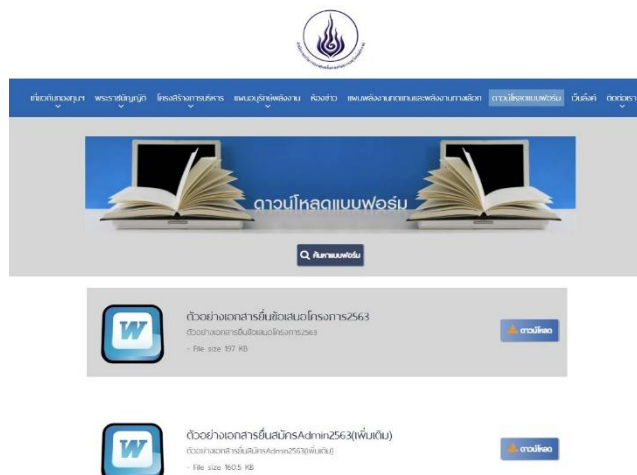 เกี่ยวกับกองทุนฯ พระราชบัญญัติ โครงสร้างการบริหาร แผนอนุรักษ์พลังงาน ห้องข่าว แผนพลังงานทดแทนและพลังงานทางเลือก ดาวน์โหลดแบบฟอร์ม เว็บลิงค์ ติดต่อเรา
ดาวน์โหลดแบบฟอร์ม
ค้นหาแบบฟอร์ม
ตัวอย่างเอกสารยื่นข้อเสนอโครงการ2563
ตัวอย่างเอกสารยื่นข้อเสนอโครงการ2563
- File size 197 KB
ดาวน์โหลด
ตัวอย่างเอกสารยื่นสมัครAdmin2563(เพิ่มเติม)
ตัวอย่างเอกสารยื่นสมัครAdmin2563(เพิ่มเติม)
- File size 160.5 KB
ดาวน์โหลด